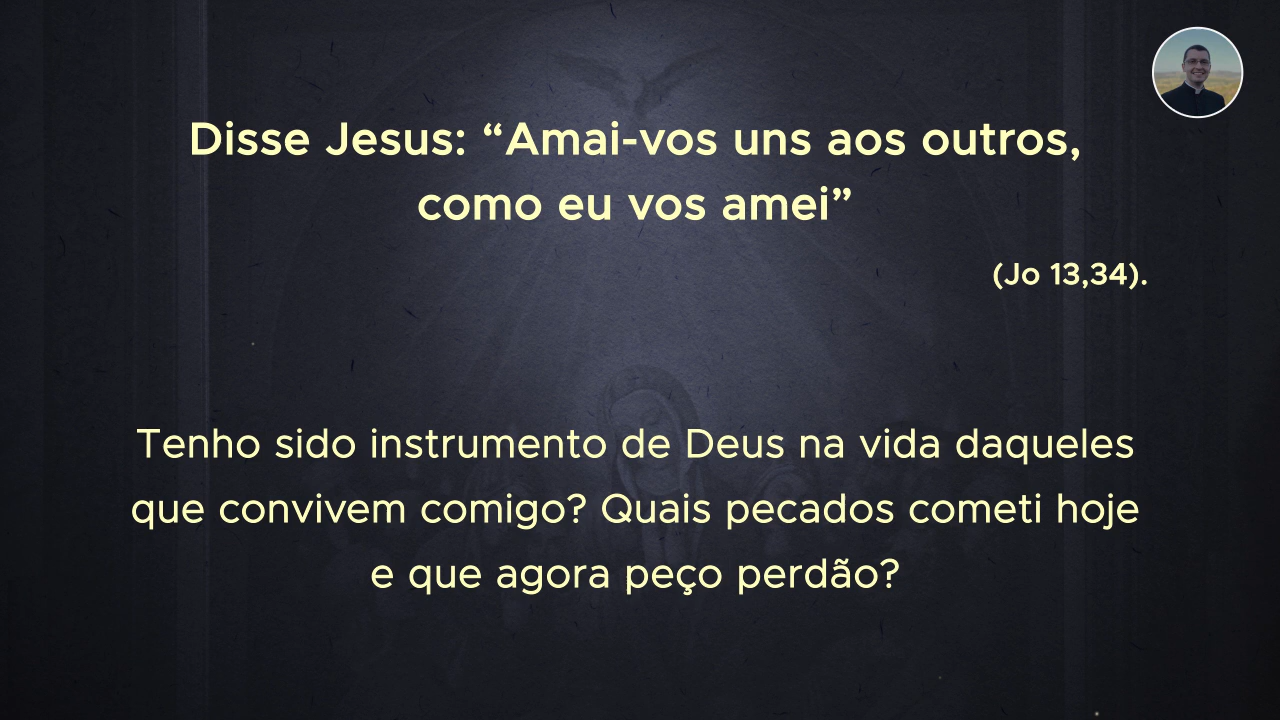 Disse Jesus: “Amai-vos uns aos outros,
como eu vos amei”
(Jo 13,34).
Tenho sido instrumento de Deus na vida daqueles
que convivem comigo? Quais pecados cometi hoje
e que agora peço perdão?